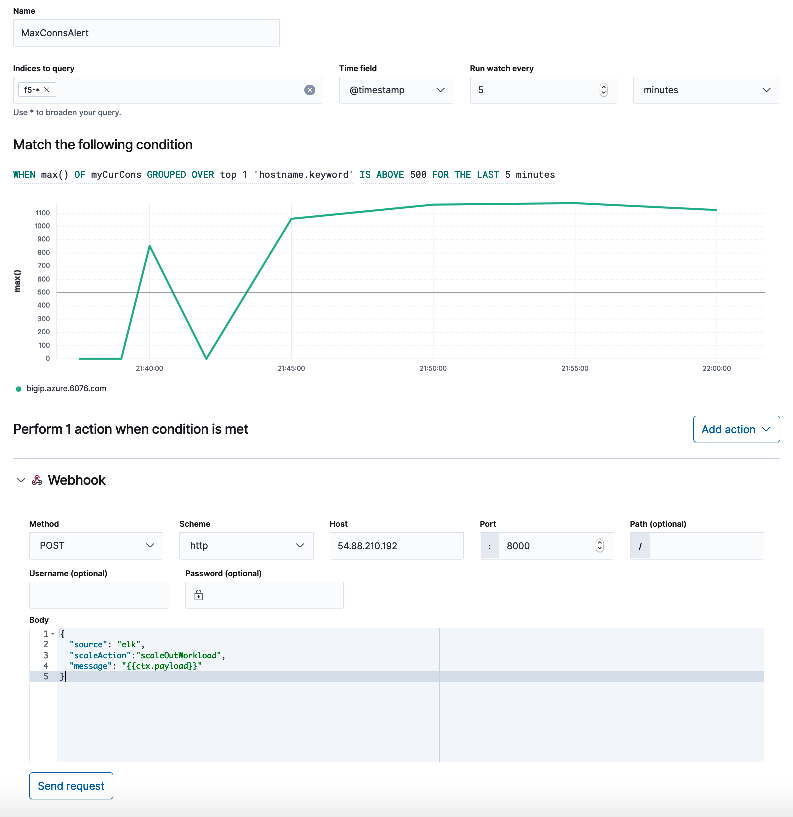 Name
MaxConnsAlert
Indices to query
Time field
Run watch every
f5-* ×
@timestamp
5
minutes
Use * to broaden your query.
Match the following condition
WHEN max() OF myCurCons GROUPED OVER top 1 'hostname.keyword' IS ABOVE 500 FOR THE LAST 5 minutes
max()
1100
1000
900
800
700
600
500
400
300
200
100
0
21:40:00 21:45:00 21:50:00 21:55:00 22:00:00
bigip.azure.6076.com
Perform 1 action when condition is met
Add action
Webhook
Method Scheme Host Port Path (optional)
POST http 54.88.210.192 : 8000 /
Username (optional) Password (optional)
Body
1 {
2 "source": "elk",
3 "scaleAction":"scaleOutWorkload",
4 "message": "{{ctx.payload}}"
5 }
Send request